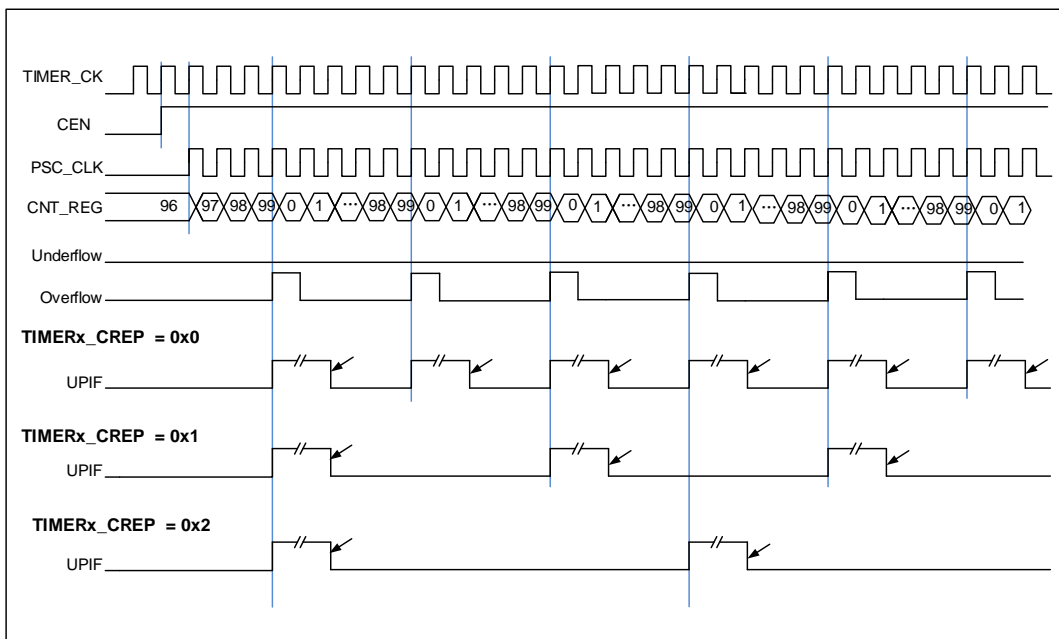 TIMER_CK
CEN
PSC_CLK
CNT_REG 96 97 98 99 0 1 ... 98 99 0 1 ... 98 99 0 1 ... 98 99 0 1 ... 98 99 0 1 ... 98 99 0 1
Underflow
Overflow
TIMERx_CREP = 0x0
UPIF
TIMERx_CREP = 0x1
UPIF
TIMERx_CREP = 0x2
UPIF